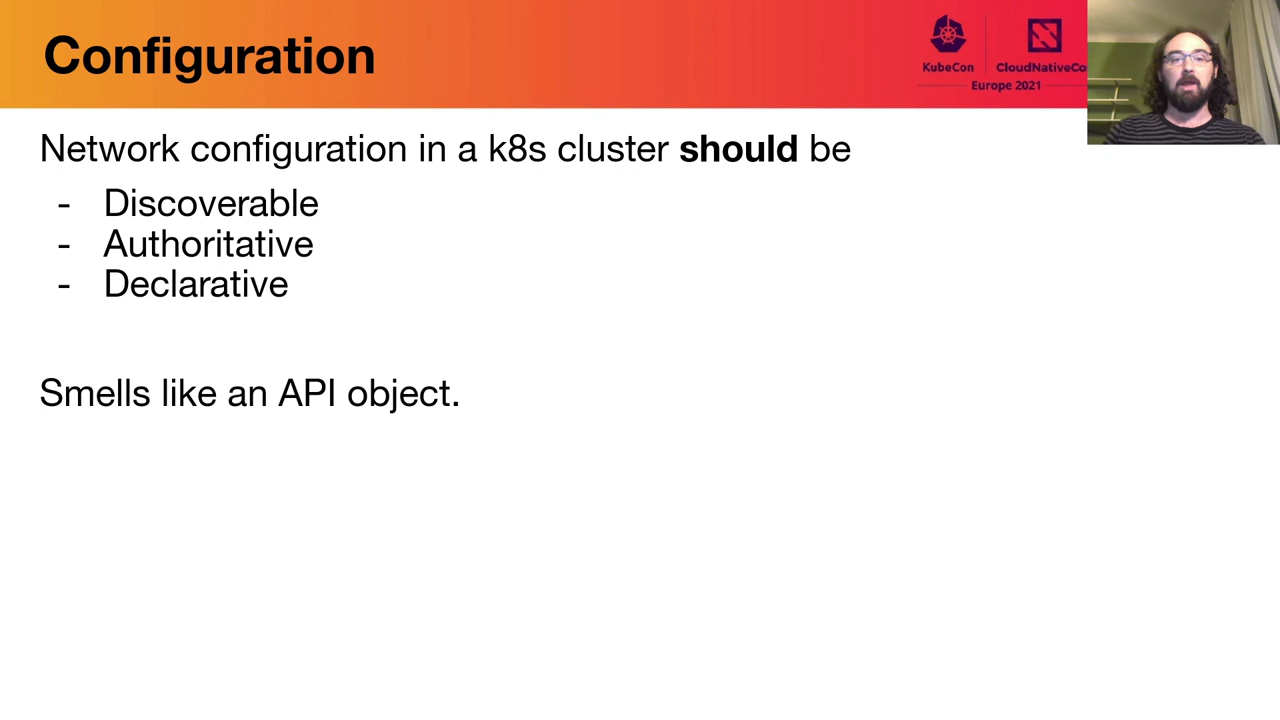 Configuration
KubeCon
CloudNativeCo
Europe 2021
Network configuration in a k8s cluster should be
- Discoverable
- Authoritative
- Declarative
Smells like an API object.